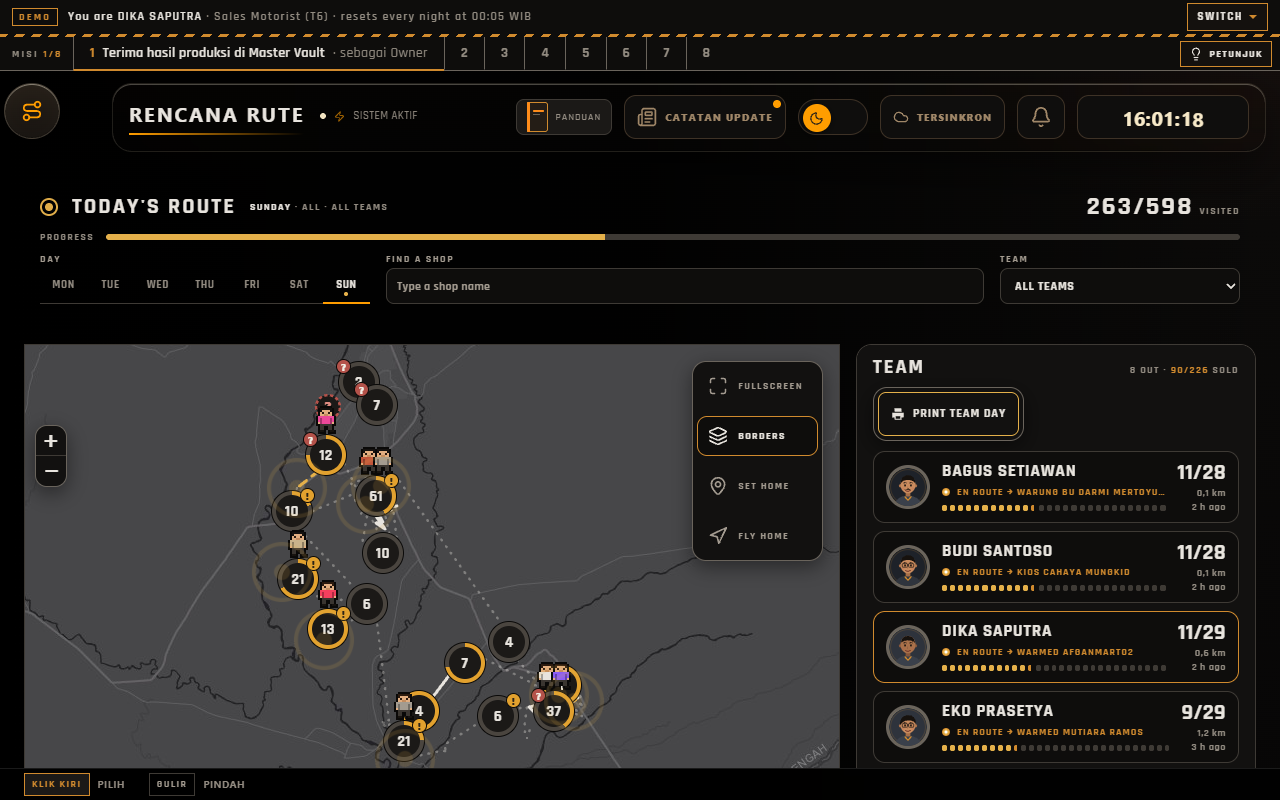 DEMO You are DIKA SAPUTRA · Sales Motorist (T6) · resets every night at 00:05 WIB SWITCH
MISI 1/8 1 Terima hasil produksi di Master Vault · sebagai Owner 2 3 4 5 6 7 8 PETUNJUK
RENCANA RUTE SISTEM AKTIF PANDUAN CATATAN UPDATE TERSINKRON 16:01:18
TODAY'S ROUTE SUNDAY · ALL · ALL TEAMS 263/598 VISITED
PROGRESS
DAY FIND A SHOP TEAM
MON TUE WED THU FRI SAT SUN Type a shop name ALL TEAMS
TEAM 8 OUT · 90/226 SOLD
PRINT TEAM DAY
FULLSCREEN
BORDERS
SET HOME
FLY HOME
+
−
? ?
7
? 12
61 !
10 !
10
21 !
6
13 !
4
7
4
6 !
? 37
21 !
ENGAH
BAGUS SETIAWAN 11/28
EN ROUTE → WARUNG BU DARMI MERTOYU... 0,1 km
2 h ago
BUDI SANTOSO 11/28
EN ROUTE → KIOS CAHAYA MUNGKID 0,1 km
2 h ago
DIKA SAPUTRA 11/29
EN ROUTE → WARMED AFGANMART02 0,6 km
2 h ago
EKO PRASETYA 9/29
EN ROUTE → WARMED MUTIARA RAMOS 1,2 km
3 h ago
KLIK KIRI PILIH GULIR PINDAH